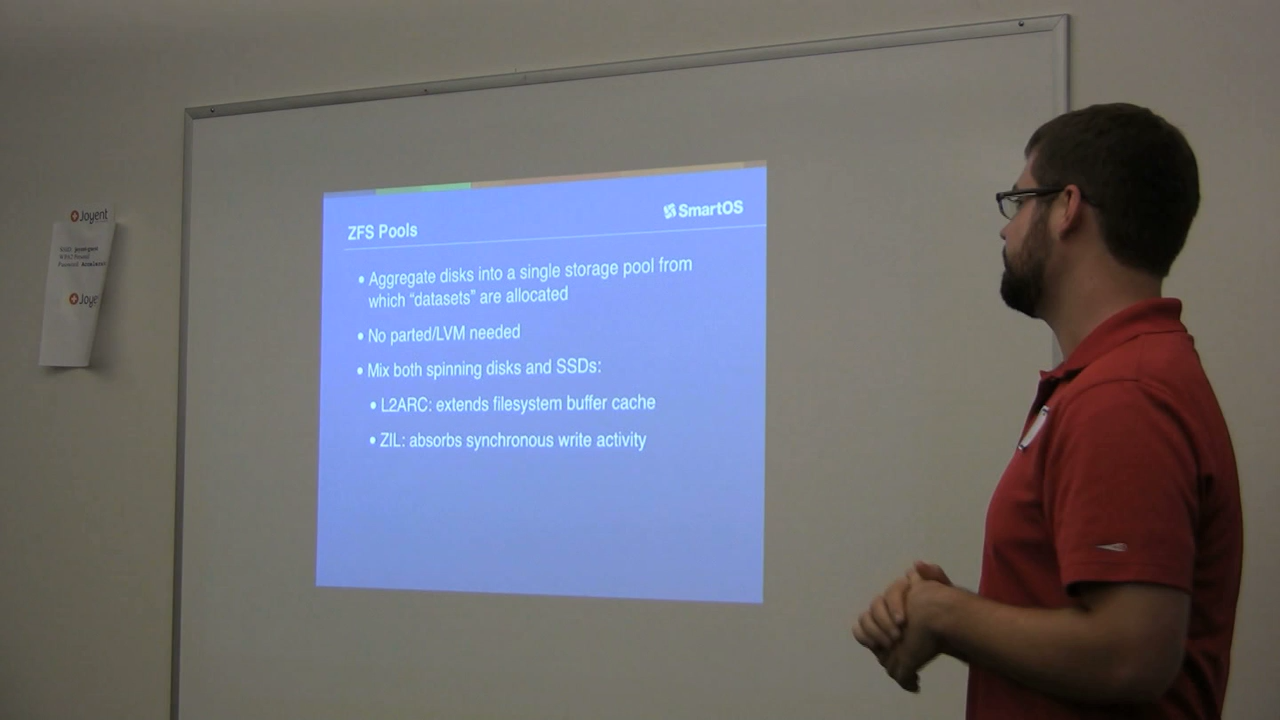 Joyent
Joye
ZFS Pools
SmartOS
• Aggregate disks into a single storage pool from
which “datasets” are allocated
• No parted/LVM needed
• Mix both spinning disks and SSDs:
• L2ARC: extends filesystem buffer cache
• ZIL: absorbs synchronous write activity